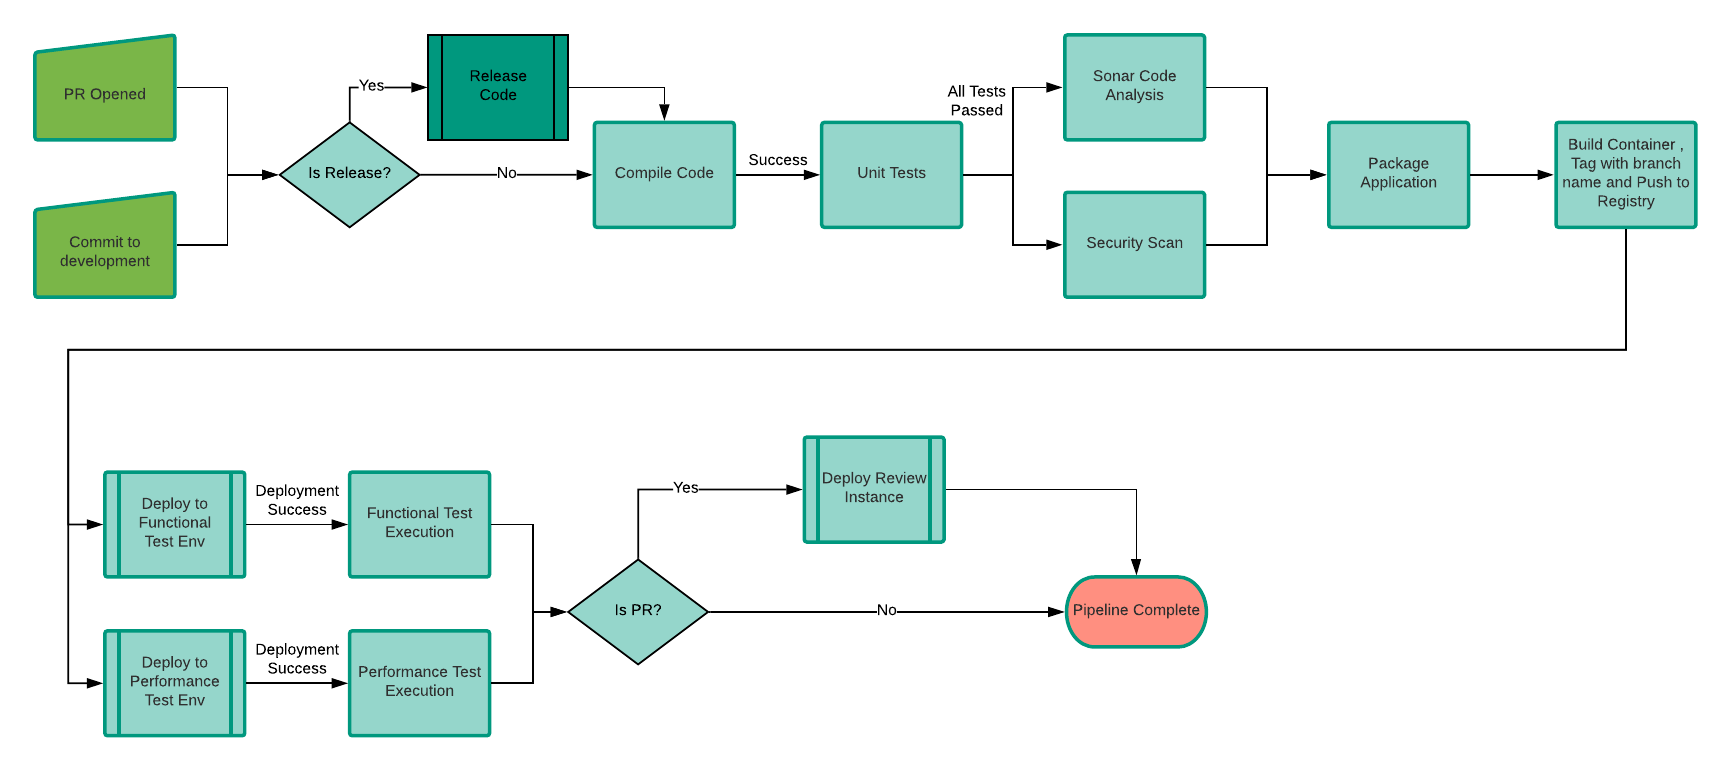 PR Opened
Commit to
development
Is Release?
Yes
No
Release
Code
Compile Code
Success
Unit Tests
All Tests
Passed
Sonar Code
Analysis
Security Scan
Package
Application
Build Container ,
Tag with branch
name and Push to
Registry
Deploy to
Functional
Test Env
Deployment
Success
Functional Test
Execution
Deploy to
Performance
Test Env
Deployment
Success
Performance Test
Execution
Is PR?
Yes
No
Deploy Review
Instance
Pipeline Complete